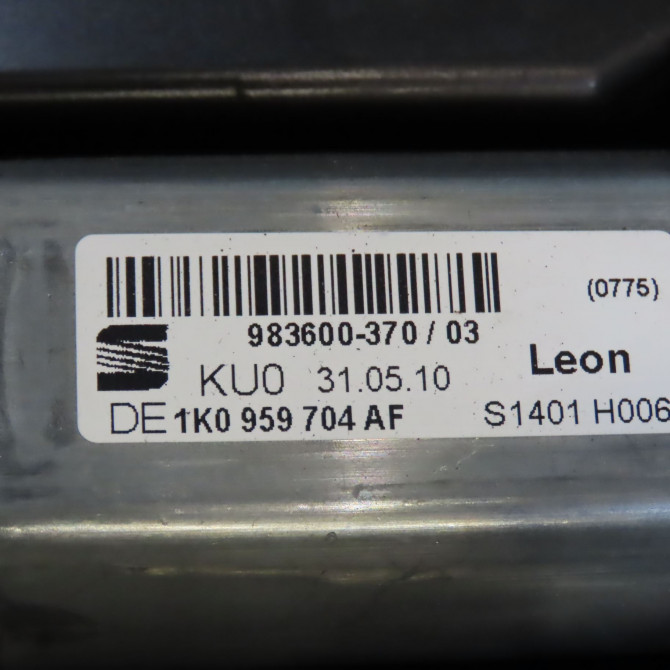 (0775)
983600-370 / 03
Leon
KU0 31.05.10
DE 1K0 959 704 AF
S1401 H006